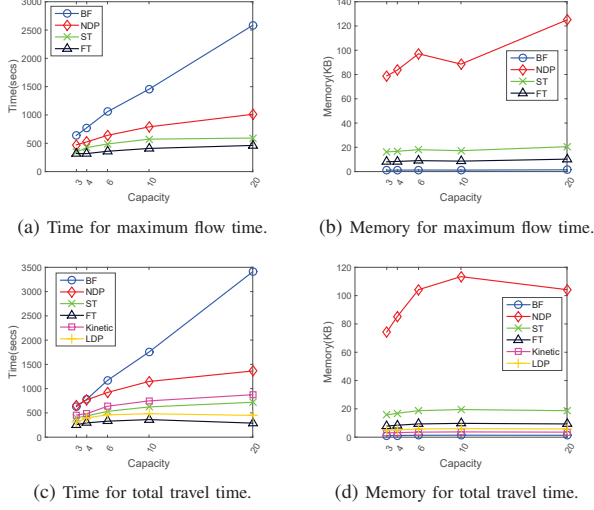 3000
2500
2000
1500
1000
500
0
Time(secs)
BF
NDP
ST
FT
3 4 6 10 20
Capacity
(a) Time for maximum flow time.
140
120
100
80
60
40
20
0
Memory(KB)
BF
NDP
ST
FT
3 4 6 10 20
Capacity
(b) Memory for maximum flow time.
3500
3000
2500
2000
1500
1000
500
0
Time(secs)
BF
NDP
ST
FT
Kinetic
LDP
3 4 6 10 20
Capacity
(c) Time for total travel time.
120
100
80
60
40
20
0
Memory(KB)
BF
NDP
ST
FT
Kinetic
LDP
3 4 6 10 20
Capacity
(d) Memory for total travel time.